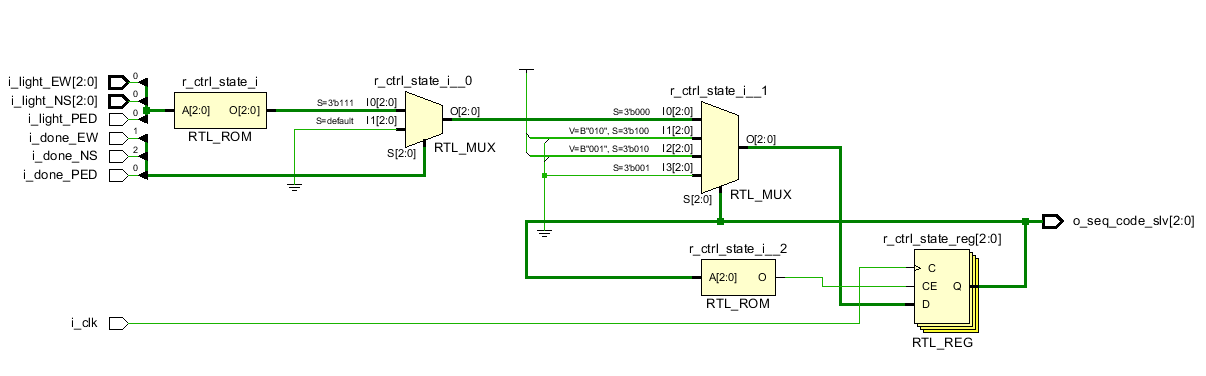 i_light_EW[2:0]
i_light_NS[2:0]
i_light_PED
i_done_EW
i_done_NS
i_done_PED
0
0
0
1
2
0
r_ctrl_state_i
A[2:0] O[2:0]
RTL_ROM
r_ctrl_state_i__0
S=3'b111 I0[2:0]
S=default I1[2:0]
O[2:0]
S[2:0]
RTL_MUX
r_ctrl_state_i__1
S=3'b000 I0[2:0]
V=B"010", S=3'b100 I1[2:0]
V=B"001", S=3'b010 I2[2:0]
S=3'b001 I3[2:0]
O[2:0]
S[2:0]
RTL_MUX
o_seq_code_slv[2:0]
r_ctrl_state_i__2
A[2:0] O
RTL_ROM
r_ctrl_state_reg[2:0]
C
CE Q
D
RTL_REG
i_clk